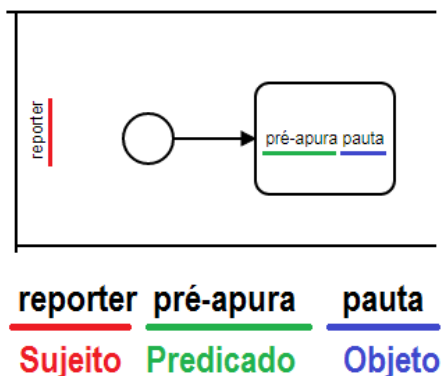 reporter
pré-apura pauta
reporter pré-apura pauta
Sujeito Predicado Objeto